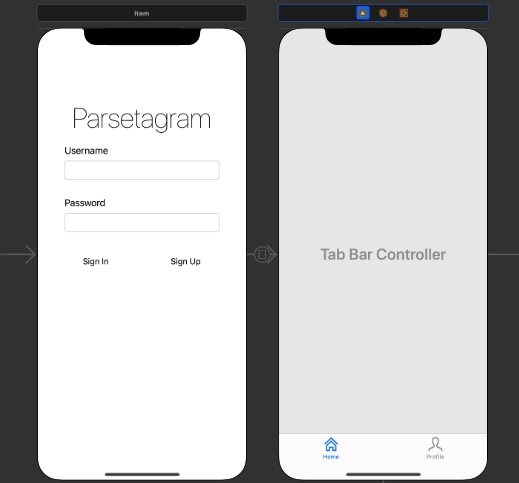 Item
Parsetagram
Username
Password
Sign In
Sign Up
Tab Bar Controller
Home
Profile